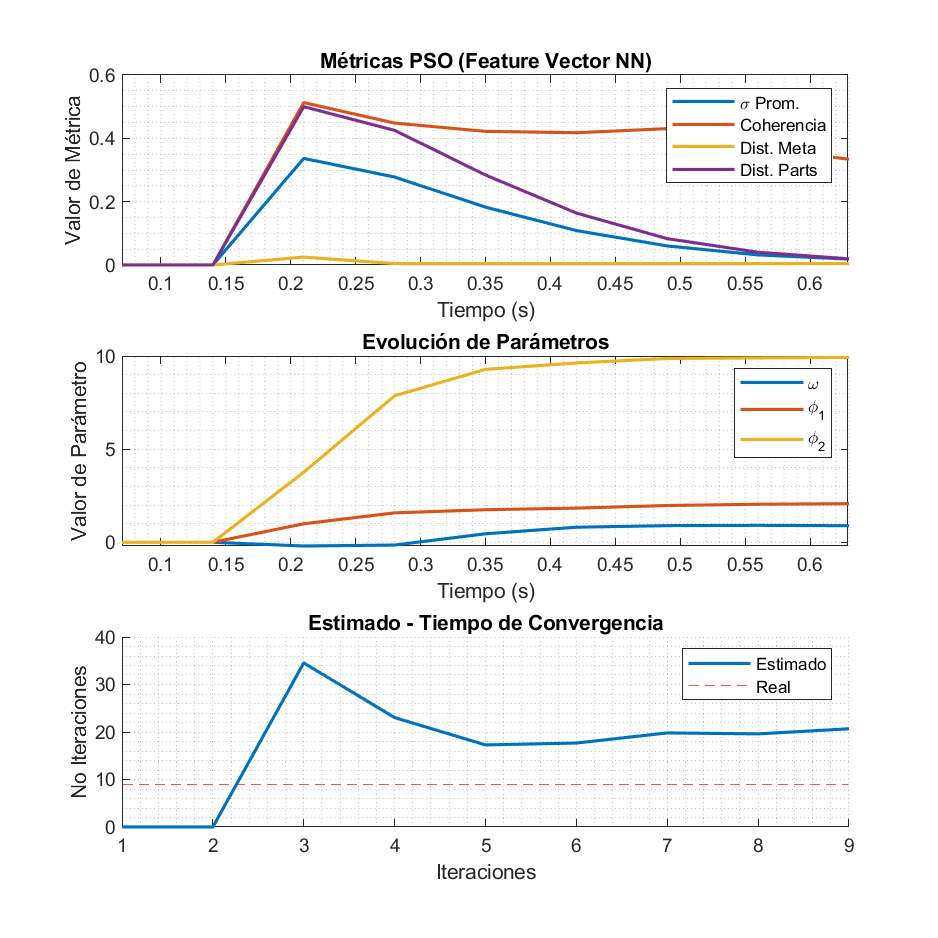 Métricas PSO (Feature Vector NN)
Valor de Métrica
0.6
0.4
0.2
0
σ Prom.
Coherencia
Dist. Meta
Dist. Parts
0.1 0.15 0.2 0.25 0.3 0.35 0.4 0.45 0.5 0.55 0.6
Tiempo (s)
Evolución de Parámetros
Valor de Parámetro
10
5
0
ω
ϕ1
ϕ2
0.1 0.15 0.2 0.25 0.3 0.35 0.4 0.45 0.5 0.55 0.6
Tiempo (s)
Estimado - Tiempo de Convergencia
No Iteraciones
40
30
20
10
0
Estimado
Real
1 2 3 4 5 6 7 8 9
Iteraciones